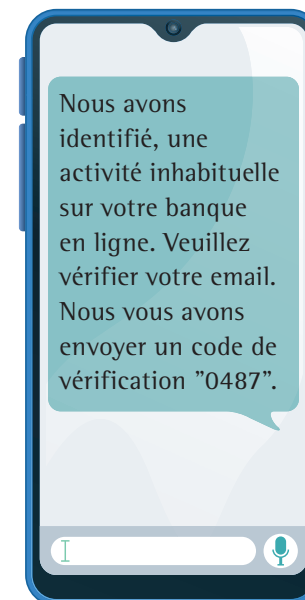 Nous avons
identifié, une
activité inhabituelle
sur votre banque
en ligne. Veuillez
vérifier votre email.
Nous vous avons
envoyer un code de
vérification ”0487”.